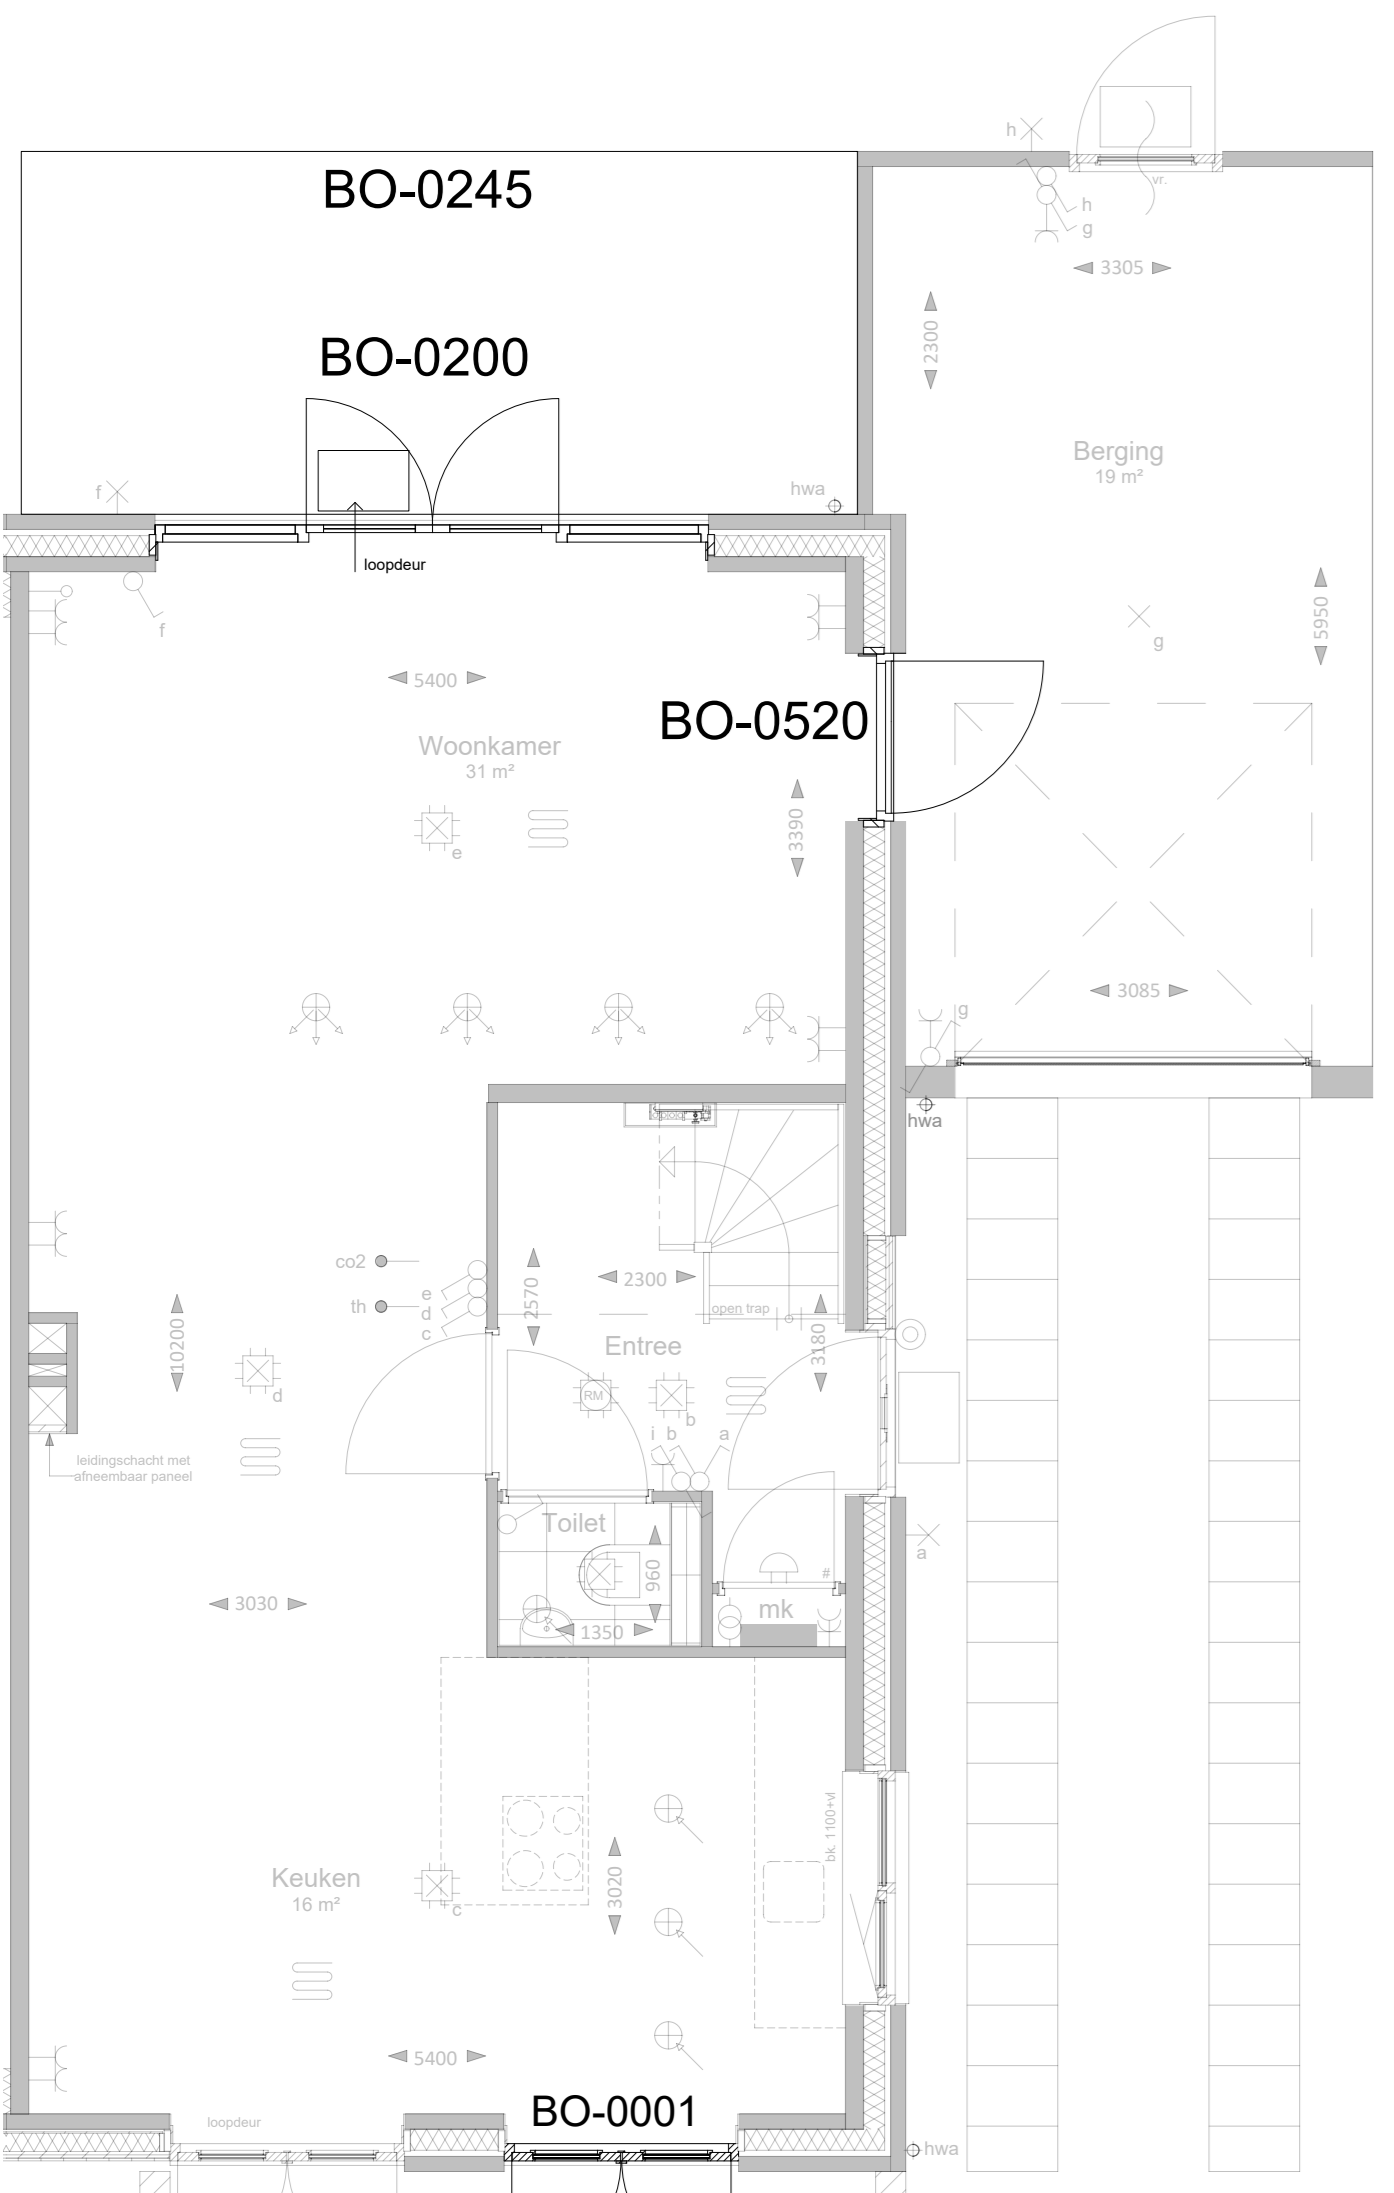 BO-0245
h
vr.
h
g
3305
2300
BO-0200
Berging
19 m²
f
hwa
loopdeur
f
5950
g
5400
BO-0520
Woonkamer
31 m²
3390
e
3085
g
hwa
co2
e
d
th
c
2570
2300
open trap
3180
10200
Entree
d
RM
b
i b
a
leidingschacht met
afneembaar paneel
Toilet
a
960
#
3030
mk
1350
bk. 1100+vl
Keuken
16 m²
c
3020
5400
BO-0001
loopdeur
hwa